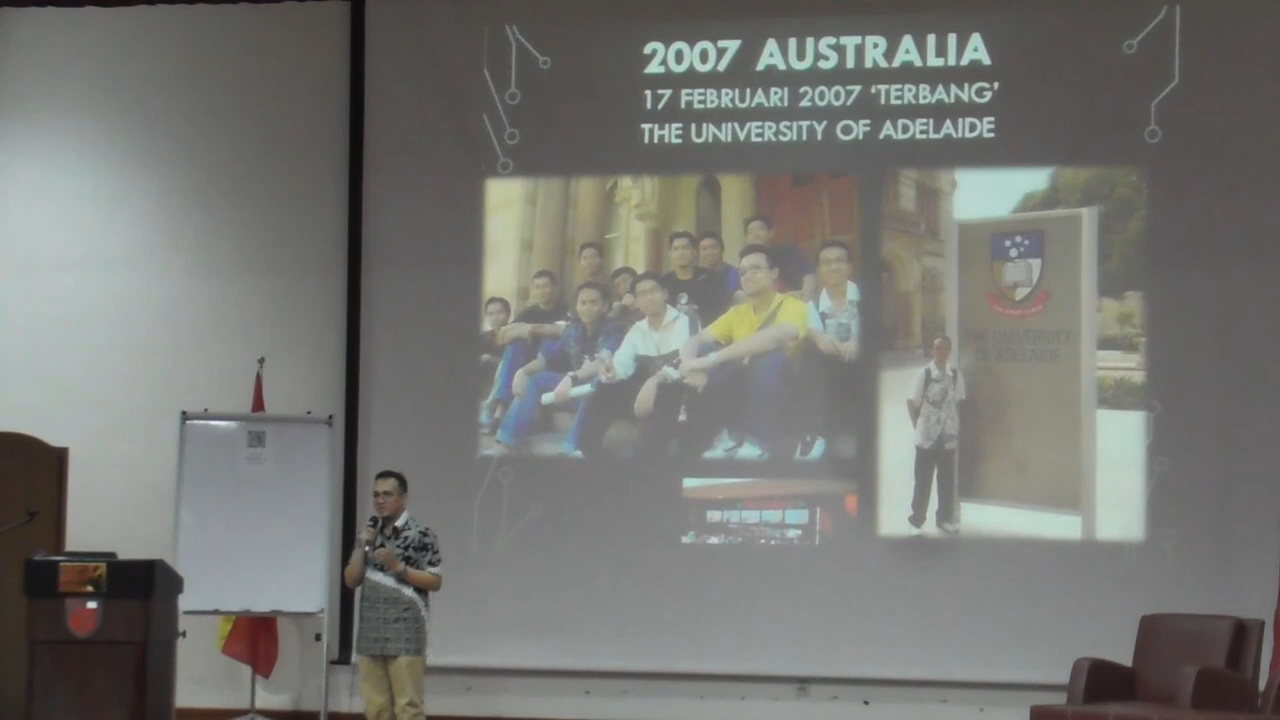 2007 AUSTRALIA
17 FEBRUARI 2007 ‘TERBANG’
THE UNIVERSITY OF ADELAIDE
THE UNIVERSITY
OF ADELAIDE